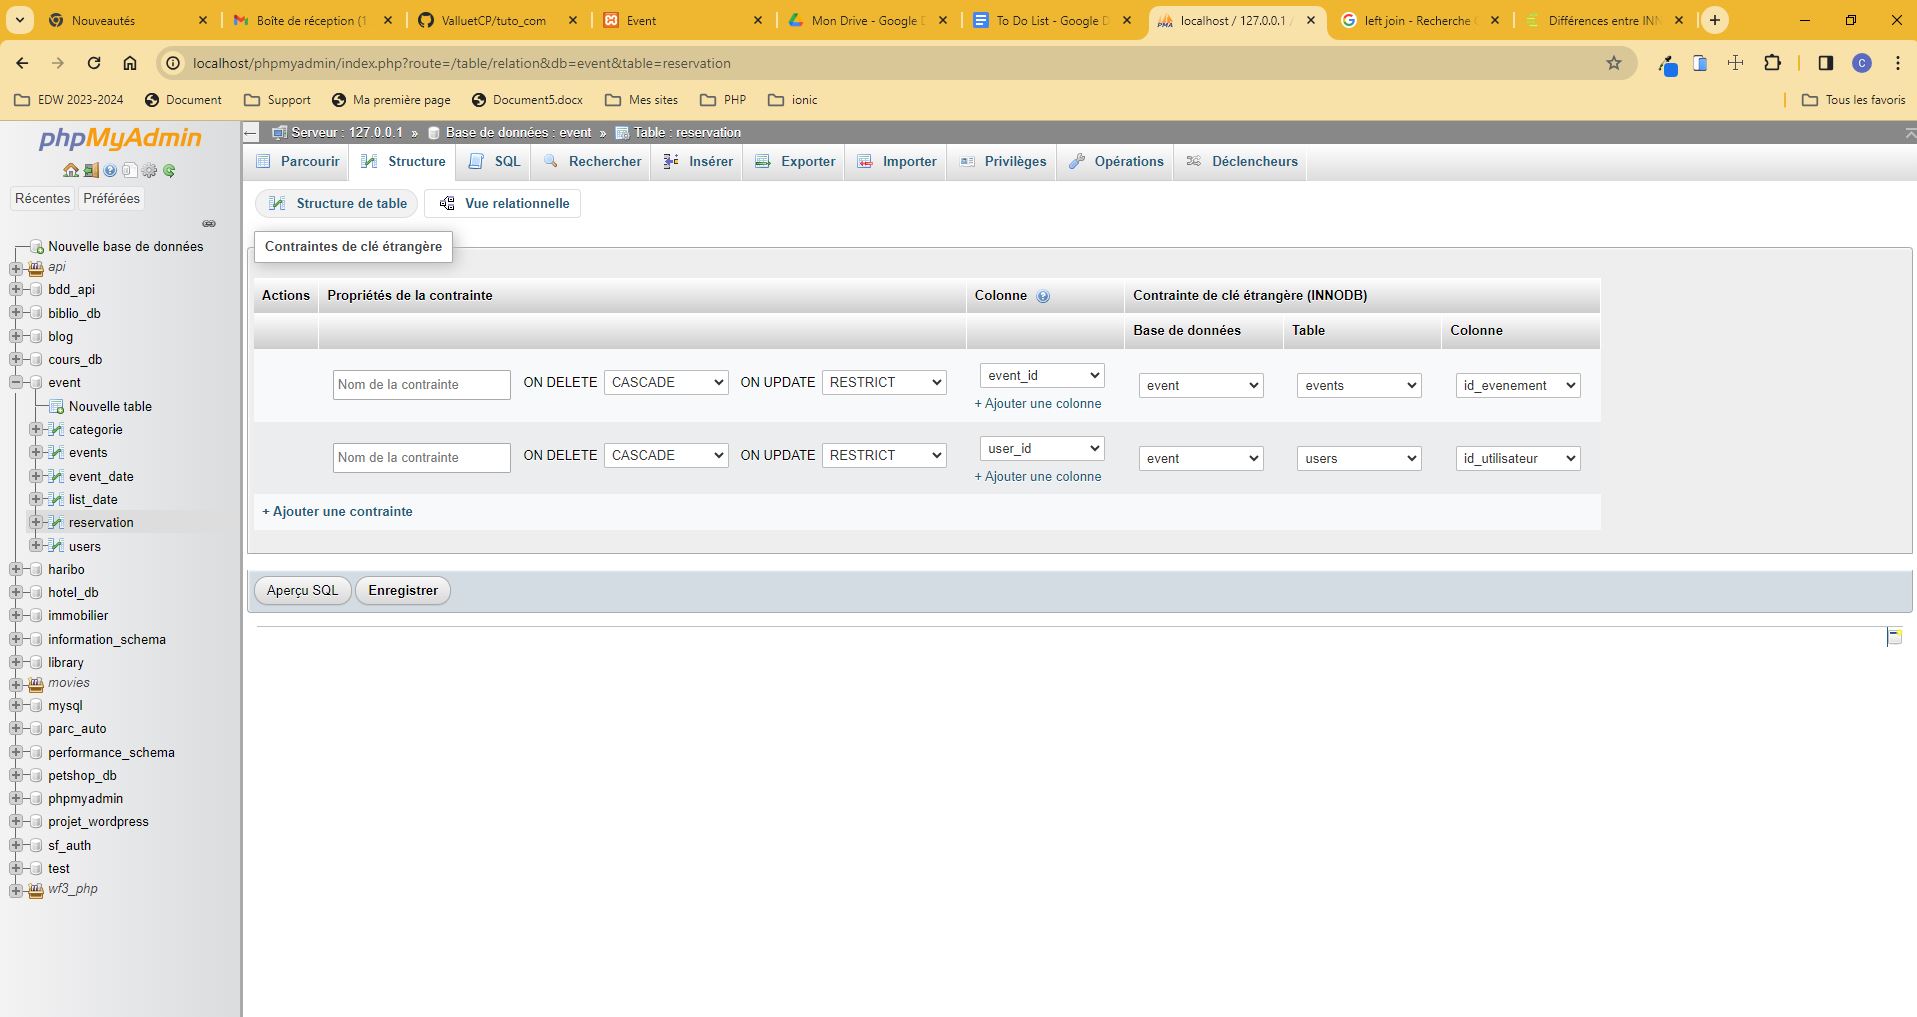 Nouveautés
Boîte de réception (1
ValluetCP/tuto_com
Event
Mon Drive - Google D
To Do List - Google D
localhost / 127.0.0.1 /
left join - Recherche G
Différences entre INN
localhost/phpmyadmin/index.php?route=/table/relation&db=event&table=reservation
C
EDW 2023-2024
Document
Support
Ma première page
Document5.docx
Mes sites
PHP
ionic
Tous les favoris
phpMyAdmin
Récentes Préférées
Nouvelle base de données
api
bdd_api
biblio_db
blog
cours_db
event
Nouvelle table
categorie
events
event_date
list_date
reservation
users
haribo
hotel_db
immobilier
information_schema
library
movies
mysql
parc_auto
performance_schema
petshop_db
phpmyadmin
projet_wordpress
sf_auth
test
wf3_php
Serveur : 127.0.0.1 » Base de données : event » Table : reservation
Parcourir Structure SQL Rechercher Insérer Exporter Importer Privilèges Opérations Déclencheurs
Structure de table Vue relationnelle
Contraintes de clé étrangère
Actions Propriétés de la contrainte Colonne Contrainte de clé étrangère (INNODB)
Base de données Table Colonne
Nom de la contrainte ON DELETE CASCADE ON UPDATE RESTRICT event_id event events id_evenement
+ Ajouter une colonne
Nom de la contrainte ON DELETE CASCADE ON UPDATE RESTRICT user_id event users id_utilisateur
+ Ajouter une colonne
+ Ajouter une contrainte
Aperçu SQL Enregistrer